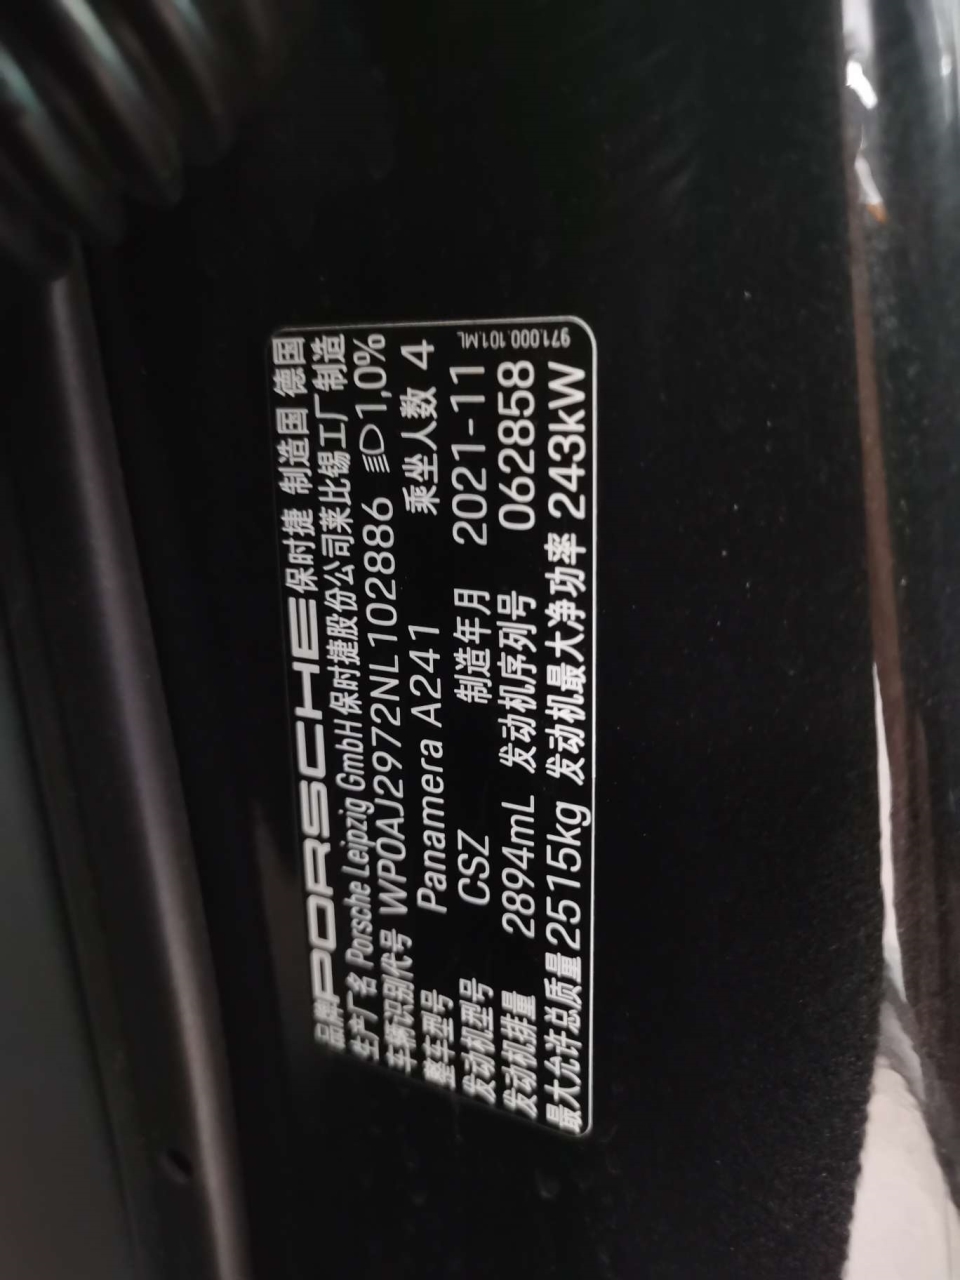 品牌 PORSCHE 保时捷 制造国 德国
生产厂名 Porsche Leipzig GmbH 保时捷股份公司莱比锡工厂 制造
车辆识别代号 WP0AJ2972NL102886 1,0%
整车型号 Panamera A241 乘坐人数 4
发动机型号 CSZ 制造年月 2021-11
发动机排量 2894mL 发动机序列号 062858
最大允许总质量 2515kg 发动机最大净功率 243kW
971.000.101.ML